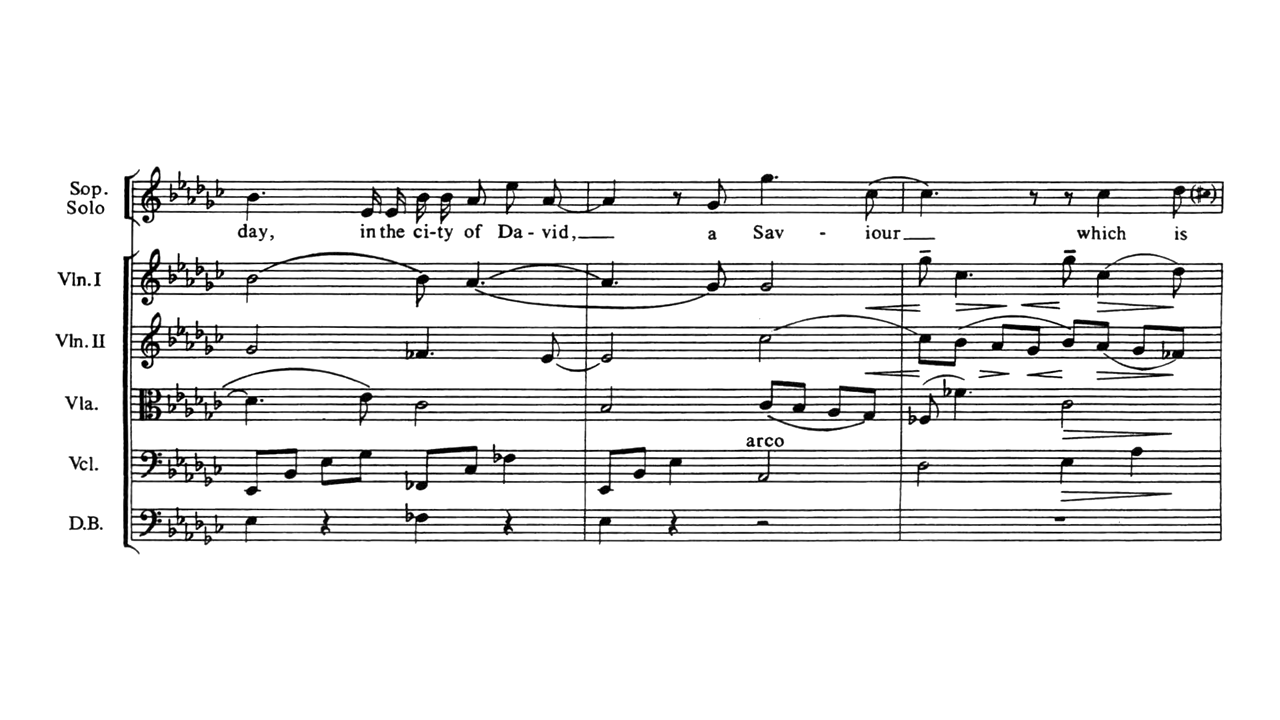 Sop.
Solo
day, in the ci-ty of Da - vid, a Sav - iour which is
Vln. I
Vln. II
Vla.
arco
Vcl.
D.B.